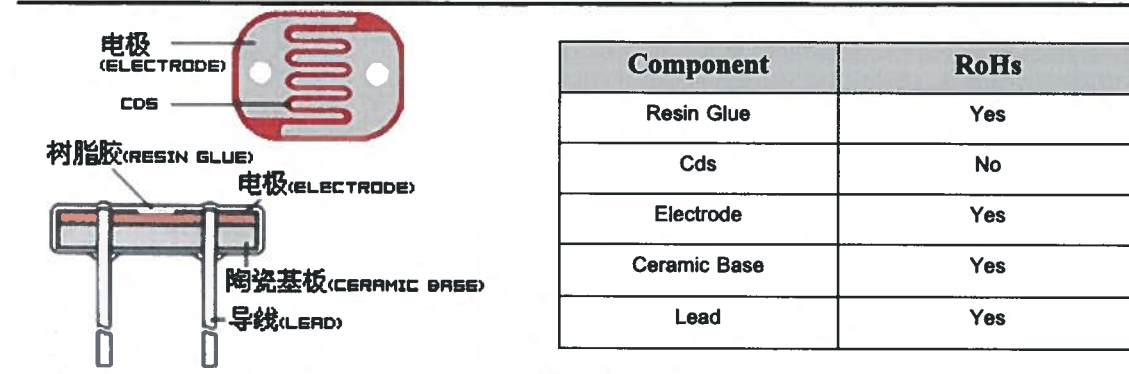 电极
(ELECTRODE)
CDS
树脂胶(RESIN GLUE)
电极(ELECTRODE)
陶瓷基板(CERAMIC BASE)
导线(LEAD)
Component RoHs
Resin Glue Yes
Cds No
Electrode Yes
Ceramic Base Yes
Lead Yes